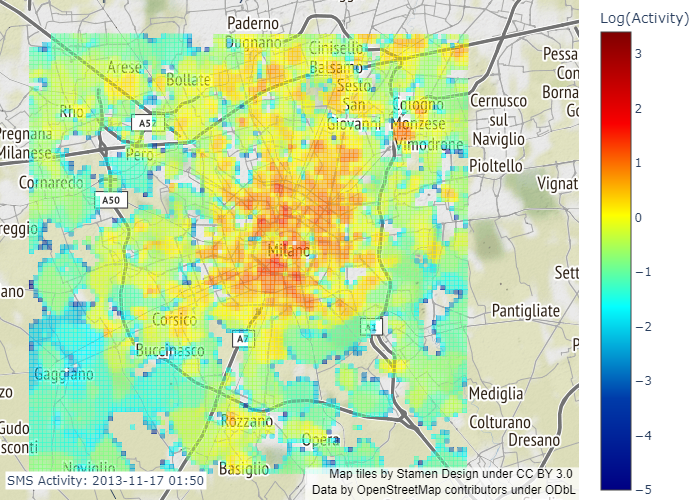 Log(Activity)
Paderno
Dugnano
Cinisello
Balsamo
Arese
Bollate
Sesto
San
Giovanni
Pessa
Con
Borna
Go
Rho
A52
Cologno
Monzese
Cernusco
sul
Naviglio
Pregnana
Milanese
Pero
Vimodrone
Pioltello
Cornaredo
A50
Vignat
reggio
Milano
Sett
ano
Pantigliate
Corsico
A7
A1
P
Buccinasco
Gaggiano
zo
Mediglia
Rozzano
Colturano
Gudo
sconti
Opera
Dresano
Noviglio
Basiglio
3
2
1
0
−1
−2
−3
−4
−5
SMS Activity: 2013-11-17 01:50
Map tiles by Stamen Design under CC BY 3.0
Data by OpenStreetMap contributors under ODbL